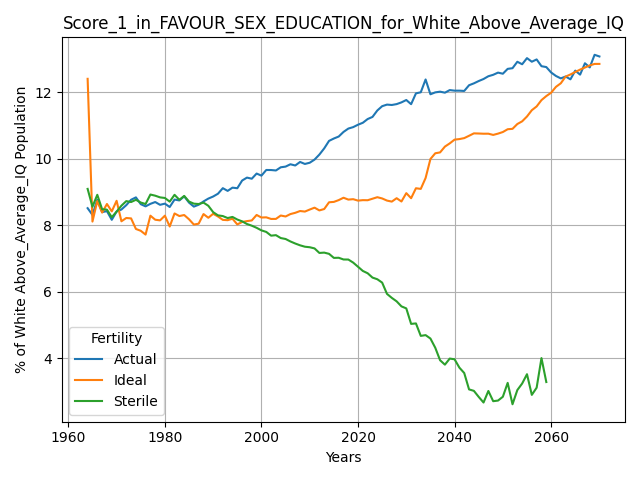 Score_1_in_FAVOUR_SEX_EDUCATION_for_White_Above_Average_IQ
% of White Above_Average_IQ Population
12
10
8
6
4
Fertility
Actual
Ideal
Sterile
1960 1980 2000 2020 2040 2060
Years